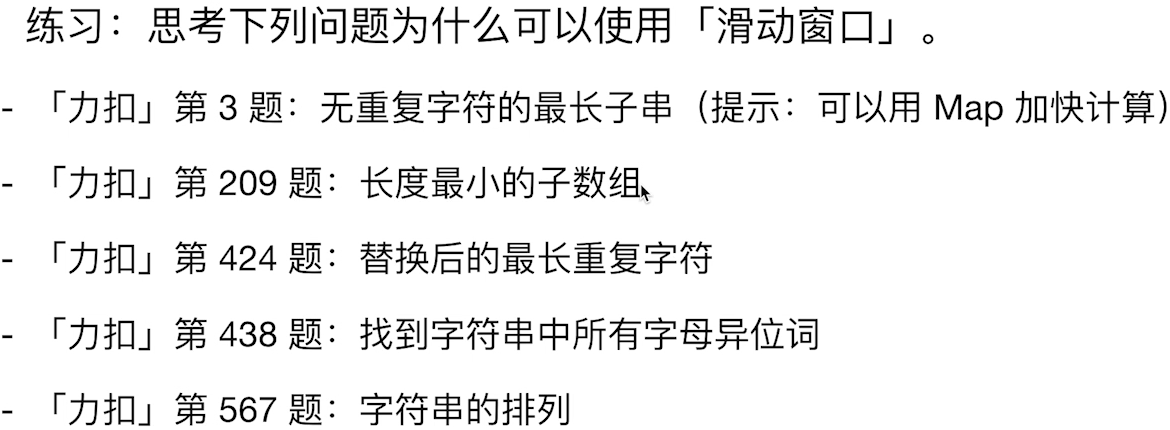 练习：思考下列问题为什么可以使用「滑动窗口」。
- 「力扣」第 3 题：无重复字符的最长子串（提示：可以用 Map 加快计算）
- 「力扣」第 209 题：长度最小的子数组
- 「力扣」第 424 题：替换后的最长重复字符
- 「力扣」第 438 题：找到字符串中所有字母异位词
- 「力扣」第 567 题：字符串的排列